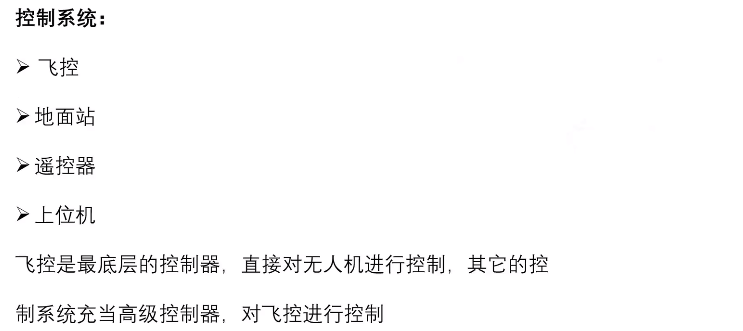 控制系统：
➢ 飞控
➢ 地面站
➢ 遥控器
➢ 上位机
飞控是最底层的控制器，直接对无人机进行控制，其它的控
制系统充当高级控制器，对飞控进行控制